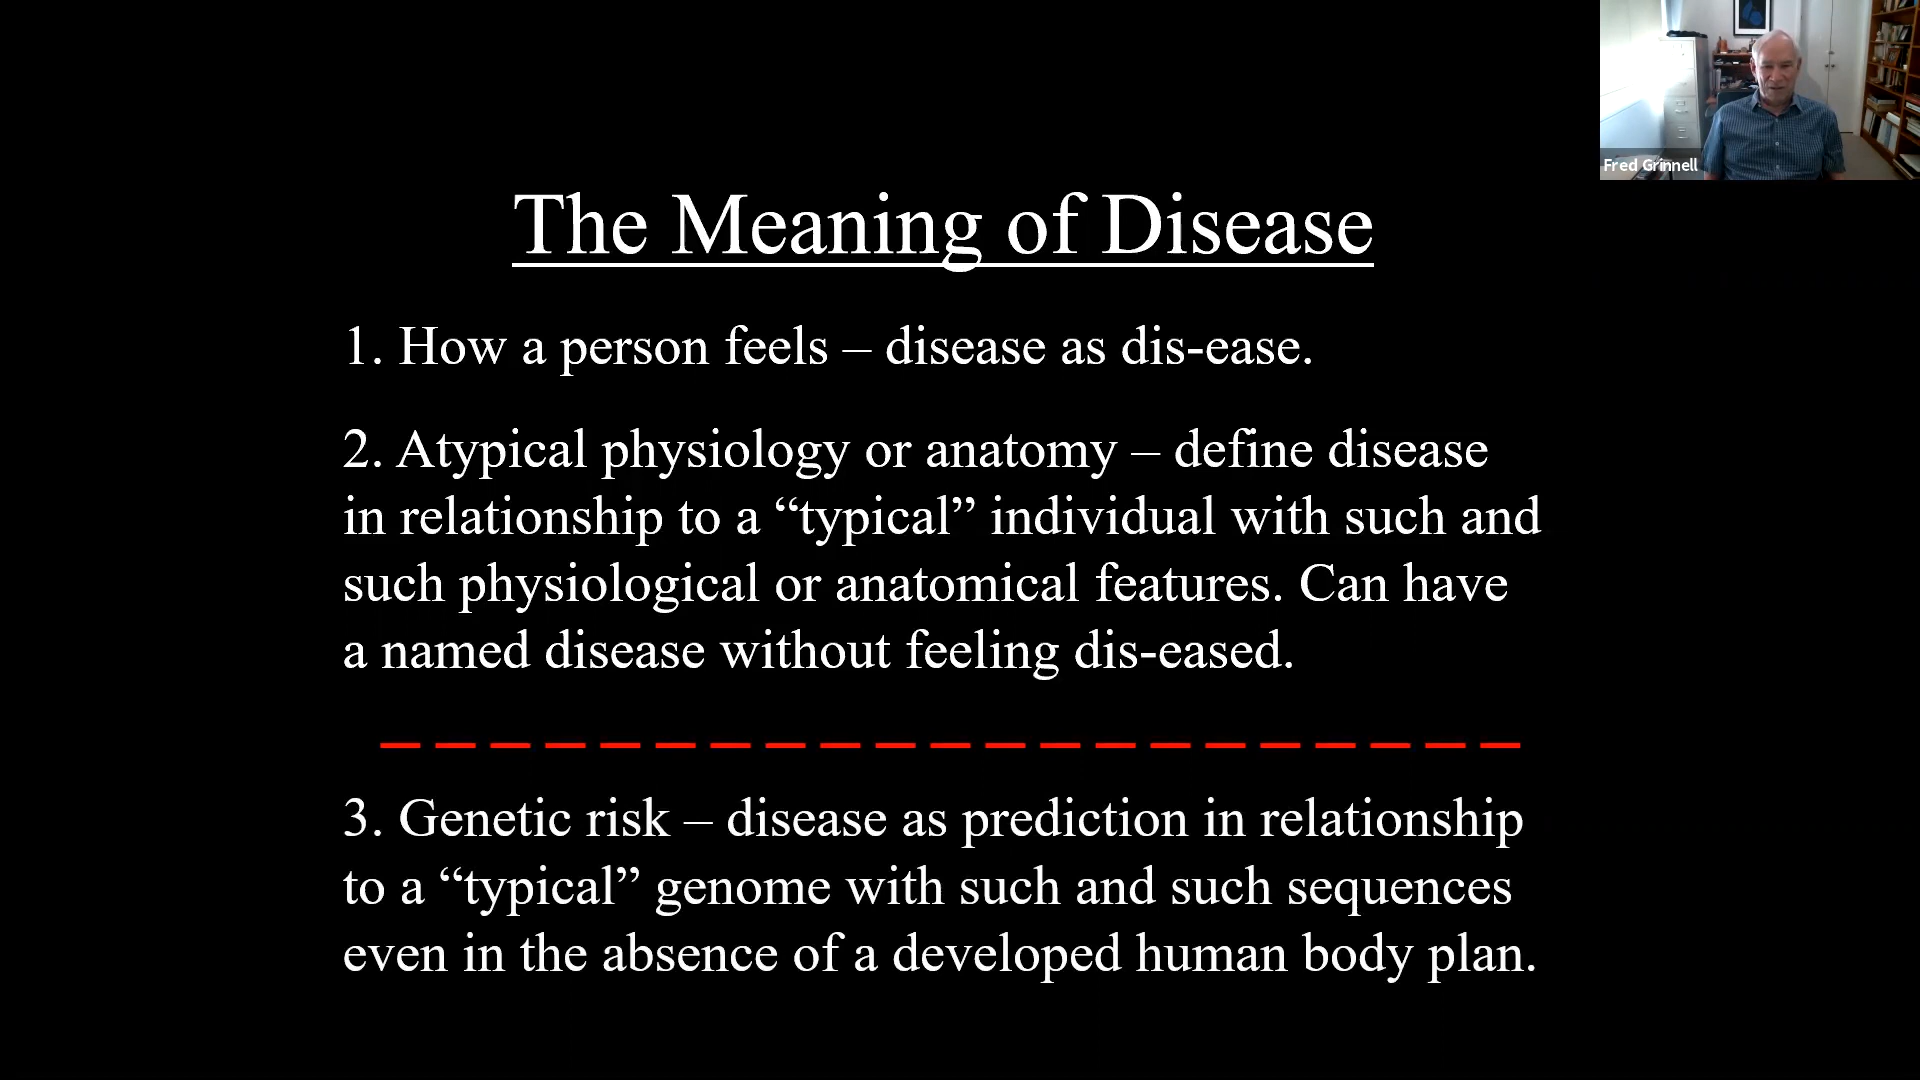 Fred Grinnell
The Meaning of Disease
1. How a person feels – disease as dis-ease.
2. Atypical physiology or anatomy – define disease
in relationship to a “typical” individual with such and
such physiological or anatomical features. Can have
a named disease without feeling dis-eased.
3. Genetic risk – disease as prediction in relationship
to a “typical” genome with such and such sequences
even in the absence of a developed human body plan.